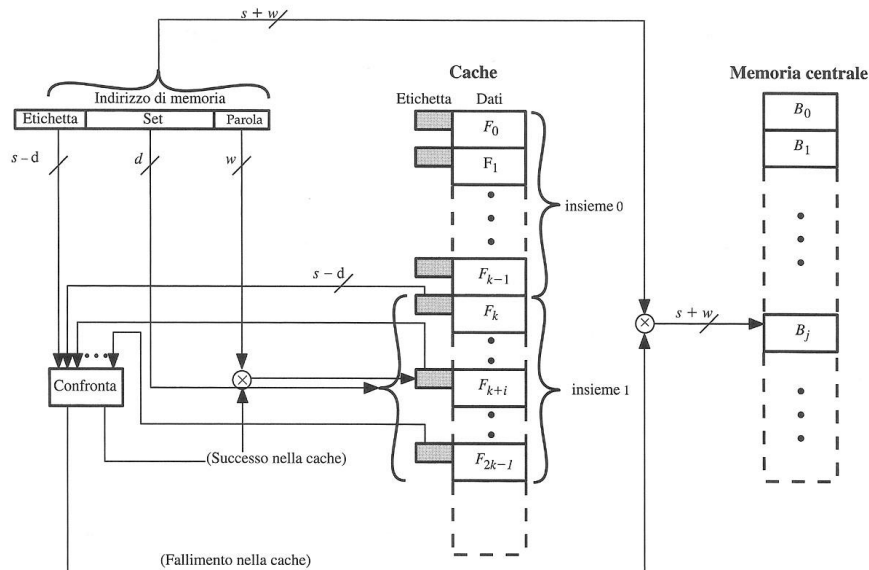 s + w
Cache
Memoria centrale
Indirizzo di memoria
Etichetta Dati
Etichetta Set Parola
F0
B0
s – d
d
w
F1
B1
insieme 0
s – d
Fk–1
Fk
s + w
Bj
Confronta
Fk+i
insieme 1
(Successo nella cache)
F2k–1
(Fallimento nella cache)